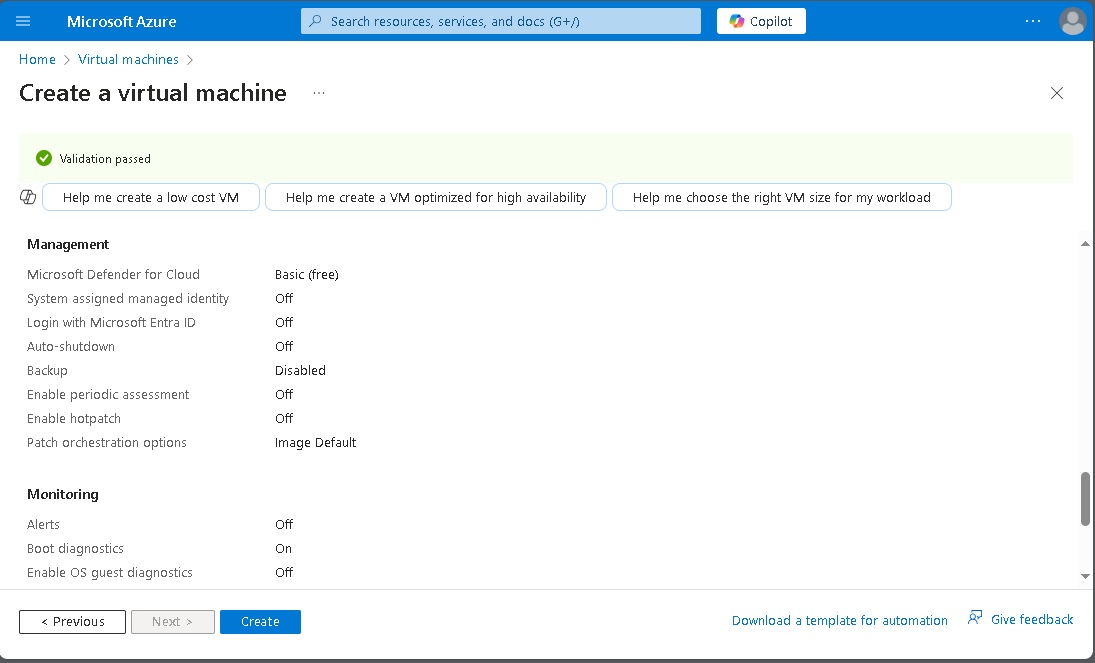 Microsoft Azure
Search resources, services, and docs (G+/)
Copilot
Home > Virtual machines >
Create a virtual machine ...
Validation passed
Help me create a low cost VM
Help me create a VM optimized for high availability
Help me choose the right VM size for my workload
Management
Microsoft Defender for Cloud Basic (free)
System assigned managed identity Off
Login with Microsoft Entra ID Off
Auto-shutdown Off
Backup Disabled
Enable periodic assessment Off
Enable hotpatch Off
Patch orchestration options Image Default
Monitoring
Alerts Off
Boot diagnostics On
Enable OS guest diagnostics Off
< Previous
Next >
Create
Download a template for automation
Give feedback